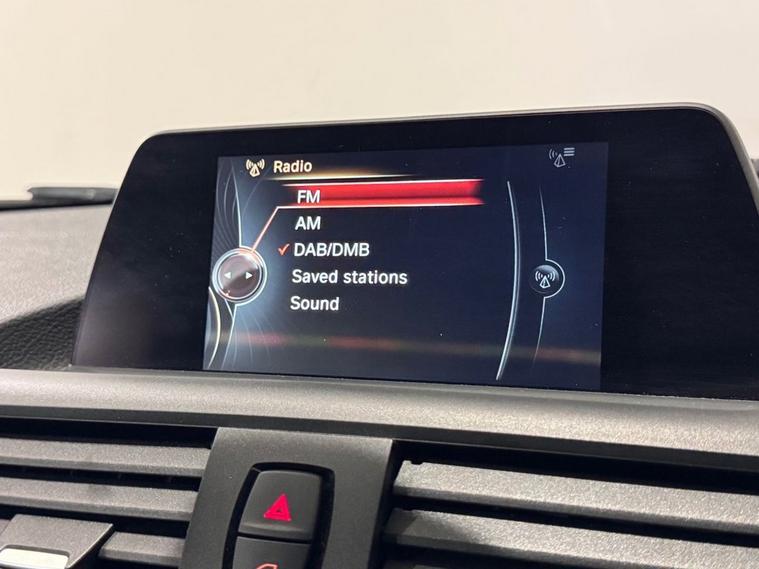 Radio
FM
AM
DAB/DMB
Saved stations
Sound